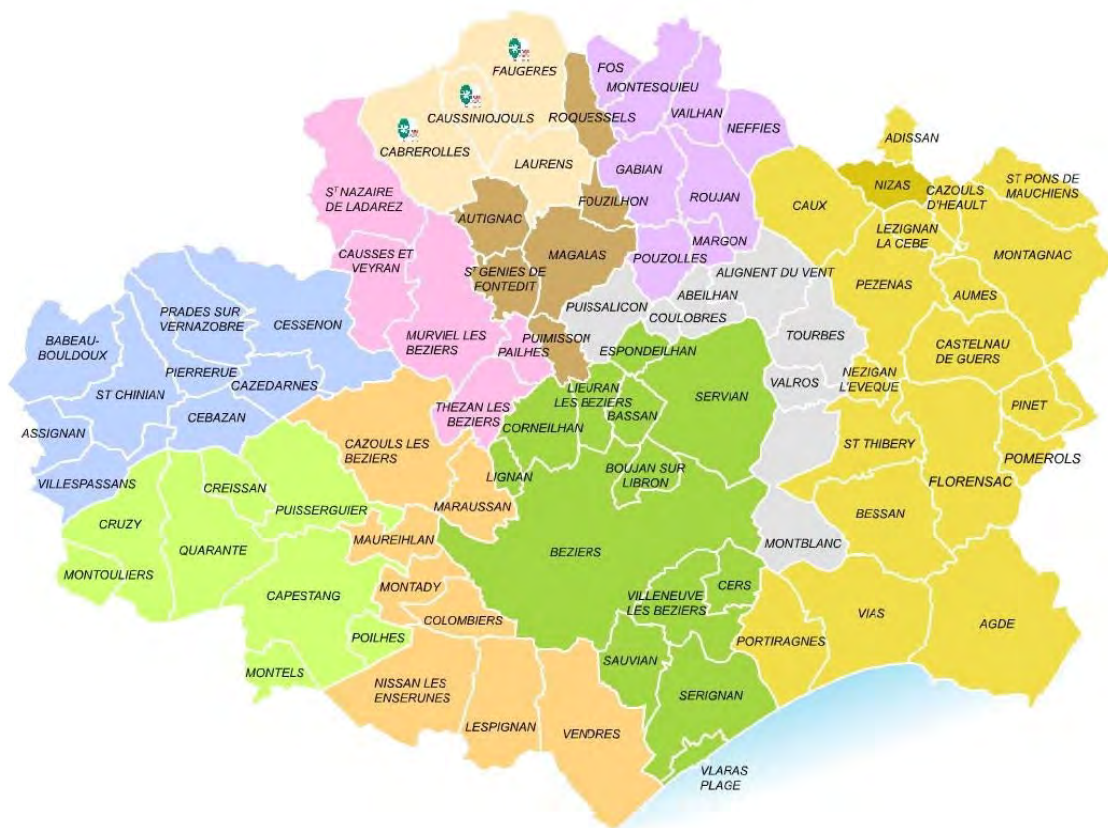 FAUGERES
FOS
MONTESQUIEU
CAUSSINIOJOULS
ROQUESSELS
VAILHAN
NEFFIES
ADISSAN
CABREROLLES
LAURENS
GABIAN
ROUJAN
NIZAS
CAZOULS
D'HEAULT
ST PONS DE
MAUCHIENS
ST NAZAIRE
DE LADAREZ
AUTIGNAC
FOUZILHON
CAUX
LEZIGNAN
LA CEBE
MONTAGNAC
CAUSSES ET
VEYRAN
MAGALAS
MARGON
POUZOLLES
ST GENIES DE
FONTEDIT
ALIGNENT DU VENT
PEZENAS
AUMES
PRADES SUR
VERNAZOBRE
CESSENON
PUISSALICON
ABEILHAN
COULOBRES
TOURBES
CASTELNAU
DE GUERS
BABEAU-
BOULDOUX
MURVIEL LES
BEZIERS
PUIMISSON
PAILHES
ESPONDEILHAN
PIERRERUE
NEZIGAN
L'EVEQUE
ST CHINIAN
CAZEDARNES
LIEURAN
LES BEZIERS
BASSAN
SERVIAN
VALROS
PINET
CEBAZAN
THEZAN LES
BEZIERS
CORNEILHAN
ASSIGNAN
CAZOULS LES
BEZIERS
ST THIBERY
POMEROLS
VILLESPASSANS
CREISSAN
LIGNAN
BOUJAN SUR
LIBRON
FLORENSAC
PUISSERGUIER
MARAUSSAN
BESSAN
CRUZY
QUARANTE
MAUREIHLAN
BEZIERS
MONTBLANC
MONTOULIERS
CAPESTANG
MONTADY
VILLENEUVE
LES BEZIERS
CERS
COLOMBIERS
VIAS
AGDE
POILHES
PORTIRAGNES
MONTELS
SAUVIAN
NISSAN LES
ENSERUNES
SERIGNAN
LESPIGNAN
VENDRES
VLARAS
PLAGE